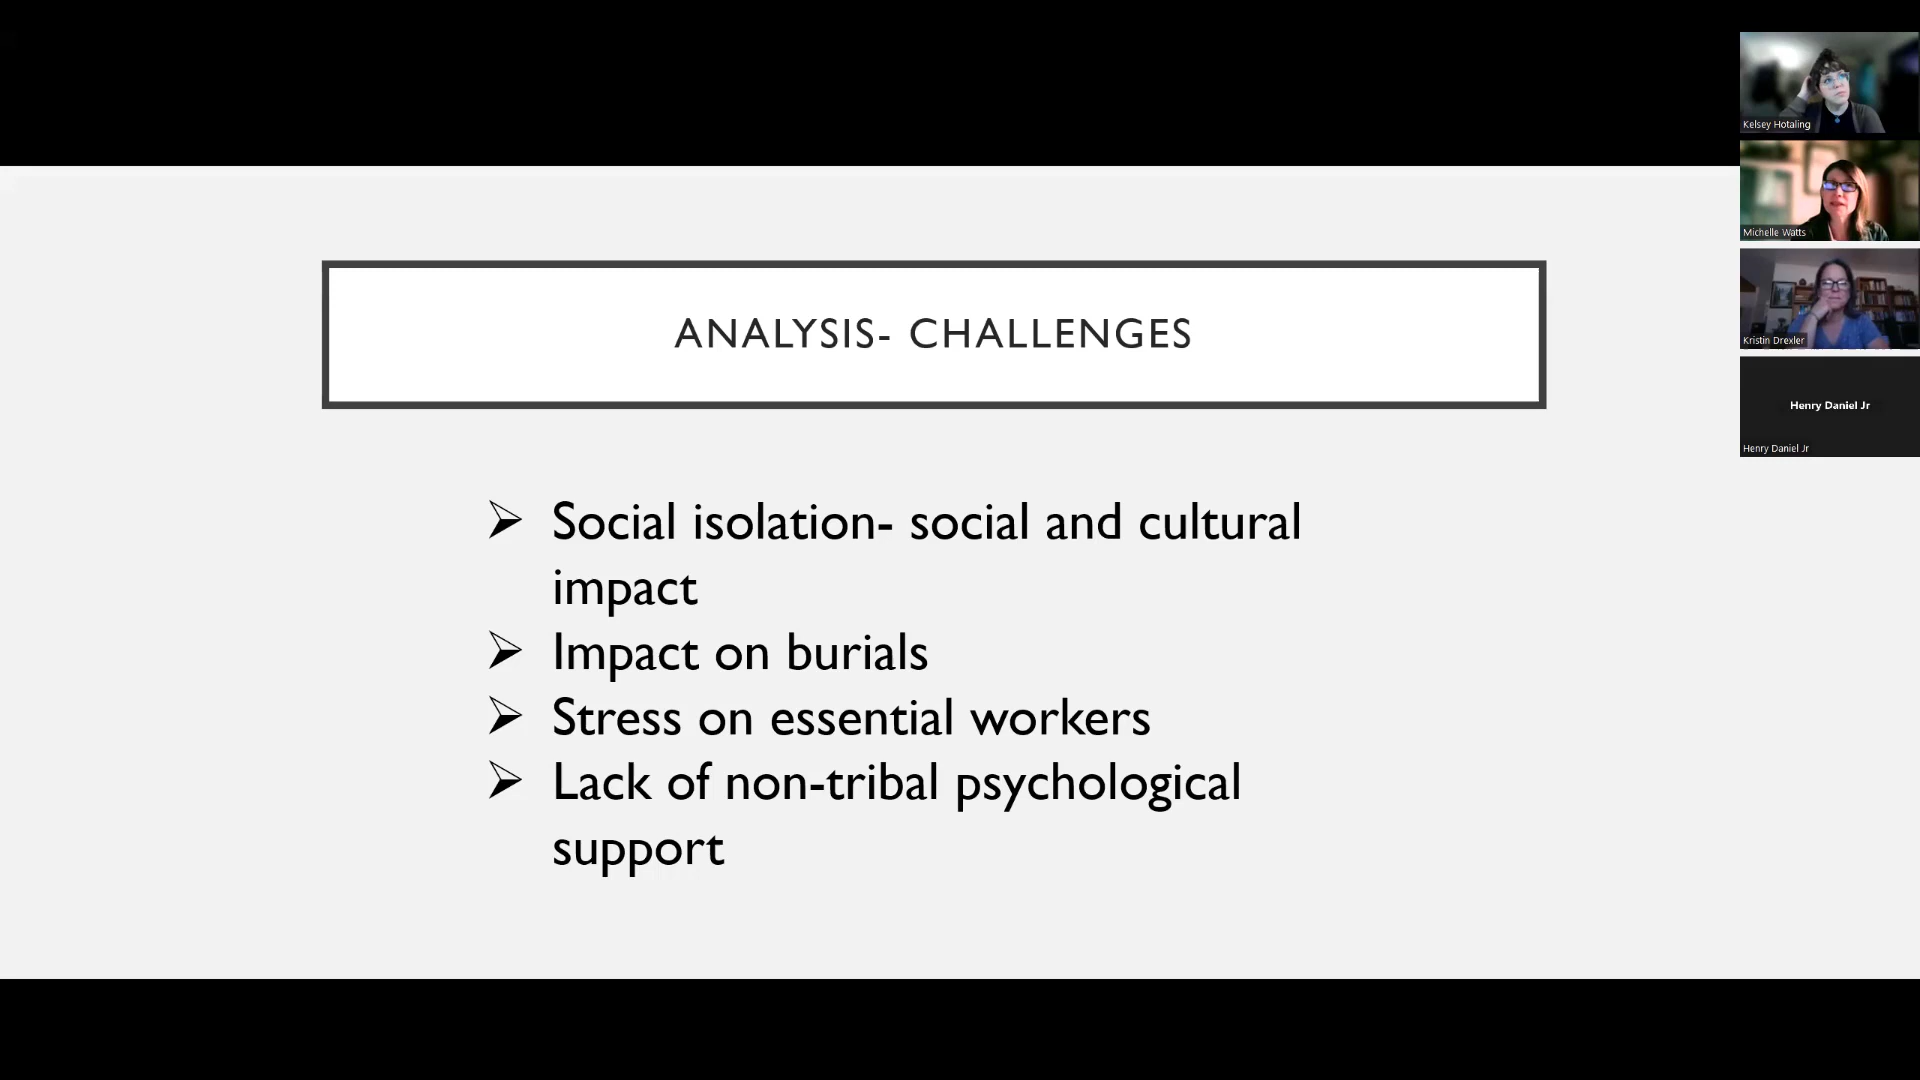 ANALYSIS- CHALLENGES
➢ Social isolation- social and cultural
impact
➢ Impact on burials
➢ Stress on essential workers
➢ Lack of non-tribal psychological
support
Kelsey Hotaling
Michelle Watts
Kristin Drexler
Henry Daniel Jr
Henry Daniel Jr